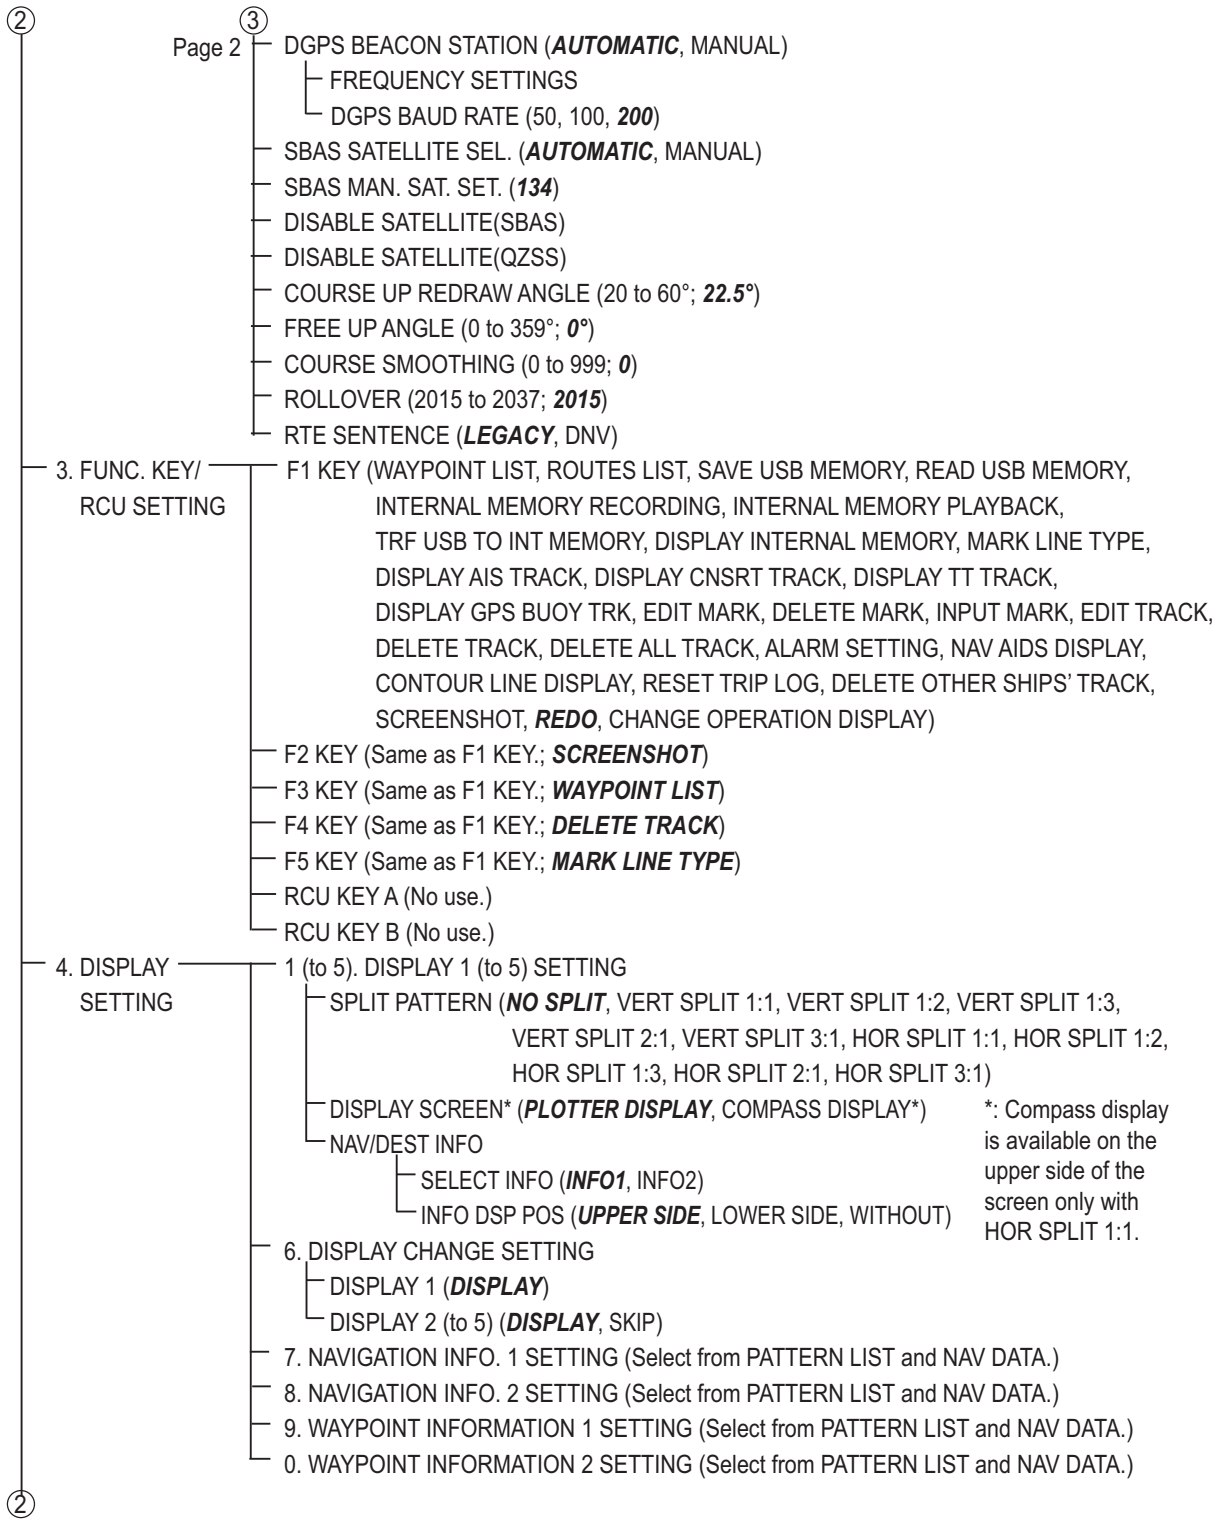 ② ③
Page 2 DGPS BEACON STATION (AUTOMATIC, MANUAL)
FREQUENCY SETTINGS
DGPS BAUD RATE (50, 100, 200)
SBAS SATELLITE SEL. (AUTOMATIC, MANUAL)
SBAS MAN. SAT. SET. (134)
DISABLE SATELLITE(SBAS)
DISABLE SATELLITE(QZSS)
COURSE UP REDRAW ANGLE (20 to 60°; 22.5°)
FREE UP ANGLE (0 to 359°; 0°)
COURSE SMOOTHING (0 to 999; 0)
ROLLOVER (2015 to 2037; 2015)
RTE SENTENCE (LEGACY, DNV)
3. FUNC. KEY/
RCU SETTING
F1 KEY (WAYPOINT LIST, ROUTES LIST, SAVE USB MEMORY, READ USB MEMORY,
INTERNAL MEMORY RECORDING, INTERNAL MEMORY PLAYBACK,
TRF USB TO INT MEMORY, DISPLAY INTERNAL MEMORY, MARK LINE TYPE,
DISPLAY AIS TRACK, DISPLAY CNSRT TRACK, DISPLAY TT TRACK,
DISPLAY GPS BUOY TRK, EDIT MARK, DELETE MARK, INPUT MARK, EDIT TRACK,
DELETE TRACK, DELETE ALL TRACK, ALARM SETTING, NAV AIDS DISPLAY,
CONTOUR LINE DISPLAY, RESET TRIP LOG, DELETE OTHER SHIPS’ TRACK,
SCREENSHOT, REDO, CHANGE OPERATION DISPLAY)
F2 KEY (Same as F1 KEY.; SCREENSHOT)
F3 KEY (Same as F1 KEY.; WAYPOINT LIST)
F4 KEY (Same as F1 KEY.; DELETE TRACK)
F5 KEY (Same as F1 KEY.; MARK LINE TYPE)
RCU KEY A (No use.)
RCU KEY B (No use.)
4. DISPLAY
SETTING
1 (to 5). DISPLAY 1 (to 5) SETTING
SPLIT PATTERN (NO SPLIT, VERT SPLIT 1:1, VERT SPLIT 1:2, VERT SPLIT 1:3,
VERT SPLIT 2:1, VERT SPLIT 3:1, HOR SPLIT 1:1, HOR SPLIT 1:2,
HOR SPLIT 1:3, HOR SPLIT 2:1, HOR SPLIT 3:1)
DISPLAY SCREEN* (PLOTTER DISPLAY, COMPASS DISPLAY*)
NAV/DEST INFO
SELECT INFO (INFO1, INFO2)
INFO DSP POS (UPPER SIDE, LOWER SIDE, WITHOUT)
*: Compass display
is available on the
upper side of the
screen only with
HOR SPLIT 1:1.
6. DISPLAY CHANGE SETTING
DISPLAY 1 (DISPLAY)
DISPLAY 2 (to 5) (DISPLAY, SKIP)
7. NAVIGATION INFO. 1 SETTING (Select from PATTERN LIST and NAV DATA.)
8. NAVIGATION INFO. 2 SETTING (Select from PATTERN LIST and NAV DATA.)
9. WAYPOINT INFORMATION 1 SETTING (Select from PATTERN LIST and NAV DATA.)
0. WAYPOINT INFORMATION 2 SETTING (Select from PATTERN LIST and NAV DATA.)
②